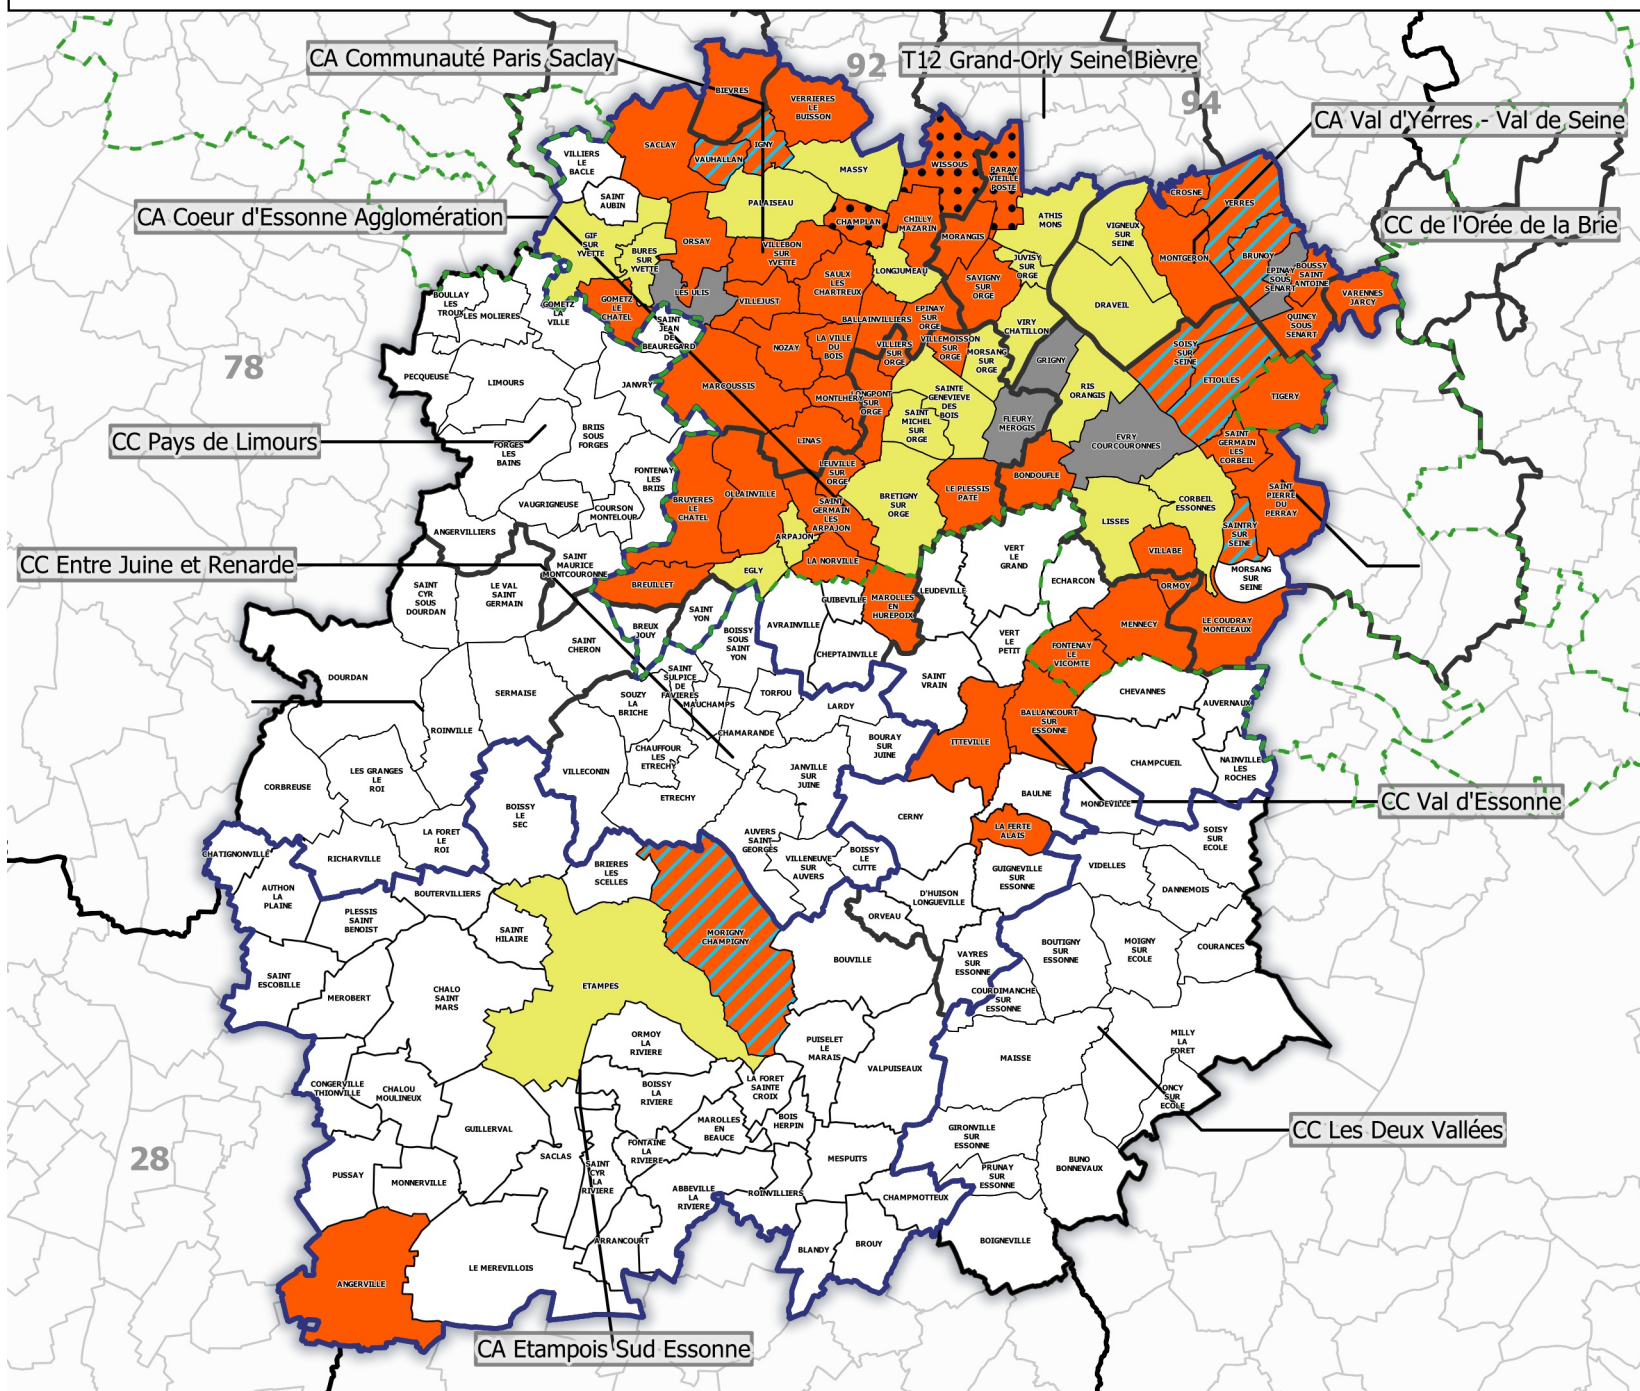 CA Communauté Paris Saclay
92
T12 Grand-Orly Seine Bièvre
94
CA Val d'Yerres - Val de Seine
CA Coeur d'Essonne Agglomération
CC de l'Orée de la Brie
78
CC Pays de Limours
CC Entre Juine et Renarde
CC Val d'Essonne
CC Les Deux Vallées
28
CA Etampois Sud Essonne
BIEVRES
VERRIERES
LE
BUISSON
SACLAY
VAUHALLAN
IGNY
VILLIERS
LE
BACLE
MASSY
WISSOUS
PARAY
VIEILLE
POSTE
SAINT
AUBIN
PALAISEAU
CHAMPLAN
CHILLY
MAZARIN
MORANGIS
ATHIS
MONS
VIGNEUX
SUR
SEINE
CROSNE
YERRES
MONTGERON
BRUNOY
EPINAY
SOUS
SENART
BOUSSY
SAINT
ANTOINE
VARENNES
JARCY
QUINCY
SOUS
SENART
GIF
SUR
YVETTE
BURES
SUR
YVETTE
ORSAY
VILLEBON
SUR
YVETTE
LONGJUMEAU
SAULX
LES
CHARTREUX
SAVIGNY
SUR
ORGE
JUVISY
SUR
ORGE
DRAVEIL
LES ULIS
VILLEJUST
GOMETZ
LE
CHATEL
GOMETZ
LA
VILLE
BOULLAY
LES
TROUX
LES MOLIERES
SAINT
JEAN
DE
BEAUREGARD
BALLAINVILLIERS
EPINAY
SUR
ORGE
VIRY
CHATILLON
NOZAY
LA VILLE
DU
BOIS
VILLIERS
SUR
ORGE
VILLEMOISSON
SUR
ORGE
MORSANG
SUR
ORGE
GRIGNY
SOISY
SUR
SEINE
ETIOLLES
TIGERY
RIS
ORANGIS
PECQUEUSE
LIMOURS
JANVRY
MARCOUSSIS
MONTLHERY
LONGPONT
SUR
ORGE
SAINTE
GENEVIEVE
DES
BOIS
SAINT
MICHEL
SUR
ORGE
FLEURY
MEROGIS
EVRY
COURCOURONNES
SAINT
GERMAIN
LES
CORBEIL
BRIIS
SOUS
FORGES
FORGES
LES
BAINS
LINAS
LEUVILLE
SUR
ORGE
BONDOUFLE
FONTENAY
LES
BRIIS
BRUYERES
LE
CHATEL
OLLAINVILLE
SAINT
GERMAIN
LES
ARPAJON
BRETIGNY
SUR
ORGE
LE PLESSIS
PATE
LISSES
CORBEIL
ESSONNES
SAINT
PIERRE
DU
PERRAY
SAINTRY
SUR
SEINE
VAUGRIGNEUSE
COURSON
MONTELOUP
ANGERVILLIERS
SAINT
MAURICE
MONTCOURONNE
ARPAJON
LA NORVILLE
EGLY
BREUILLET
VERT
LE
GRAND
ECHARCON
VILLABE
ORMOY
MORSANG
SUR
SEINE
LE COUDRAY
MONTCEAUX
MENNECY
SAINT
CYR
SOUS
DOURDAN
LE VAL
SAINT
GERMAIN
SAINT
CHERON
BREUX
JOUY
SAINT
YON
BOISSY
SOUS
SAINT
YON
AVRAINVILLE
GUIBEVILLE
MAROLLES
EN
HUREPOIX
LEUDEVILLE
CHEPTAINVILLE
VERT
LE
PETIT
FONTENAY
LE
VICOMTE
SAINT
VRAIN
CHEVANNES
AUVERNAUX
DOURDAN
SERMAISE
ROINVILLE
SOUZY
LA
BRICHE
SAINT
SULPICE
DE
FAVIERES
MAUCHAMPS
TORFOU
LARDY
CHAMARANDE
BOURAY
SUR
JUINE
ITTEVILLE
BALLANCOURT
SUR
ESSONNE
CHAMPCUEIL
NAINVILLE
LES
ROCHES
CORBREUSE
LES GRANGES
LE
ROI
VILLECONIN
CHAUFFOUR
LES
ETRECHY
ETRECHY
JANVILLE
SUR
JUINE
BAULNE
MONDEVILLE
CERNY
LA FERTE
ALAIS
SOISY
SUR
ECOLE
BOISSY
LE
SEC
LA FORET
LE
ROI
RICHARVILLE
CHATIGNONVILLE
AUTHON
LA
PLAINE
BOUTERVILLIERS
PLESSIS
SAINT
BENOIST
BRIERES
LES
SCELLES
AUVERS
SAINT
GEORGES
VILLENEUVE
SUR
AUVERS
BOISSY
LE
CUTTE
GUIGNEVILLE
SUR
ESSONNE
VIDELLES
DANNEMOIS
D'HUISON
LONGUEVILLE
ORVEAU
SAINT
HILAIRE
MORIGNY
CHAMPIGNY
BOUVILLE
VAYRES
SUR
ESSONNE
BOUTIGNY
SUR
ESSONNE
MOIGNY
SUR
ECOLE
COURANCES
SAINT
ESCOBILLE
MEROBERT
CHALO
SAINT
MARS
ETAMPES
COURDIMANCHE
SUR
ESSONNE
ORMOY
LA
RIVIERE
PUISELET
LE
MARAIS
VALPUISEAUX
MAISSE
MILLY
LA
FORET
ONCY
SUR
ECOLE
CONGERVILLE
THIONVILLE
CHALOU
MOULINEUX
BOISSY
LA
RIVIERE
LA FORET
SAINTE
CROIX
BOIS
HERPIN
MAROLLES
EN
BEAUCE
GUILLERVAL
SACLAS
FONTAINE
LA
RIVIERE
SAINT
CYR
LA
RIVIERE
MESPUITS
GIRONVILLE
SUR
ESSONNE
PRUNAY
SUR
ESSONNE
BUNO
BONNEVAUX
PUSSAY
MONNERVILLE
ABBEVILLE
LA
RIVIERE
ROINVILLIERS
CHAMPMOTTEUX
ARRANCOURT
BLANDY
BROUY
BOIGNEVILLE
ANGERVILLE
LE MEREVILLOIS